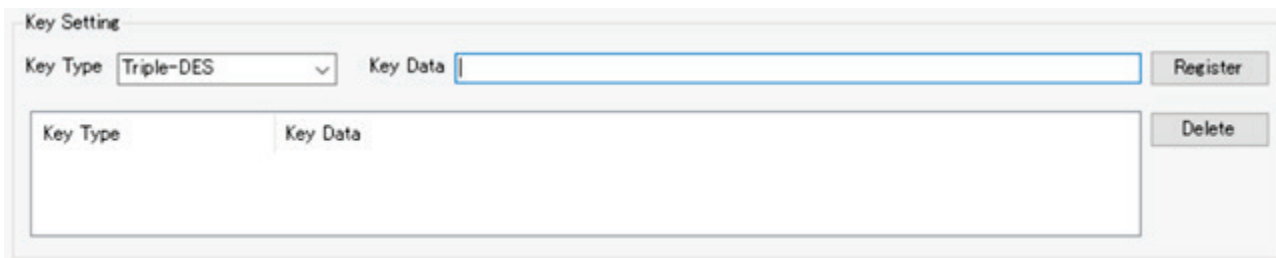 Key Setting
Key Type Triple-DES Key Data Register
Key Type Key Data Delete